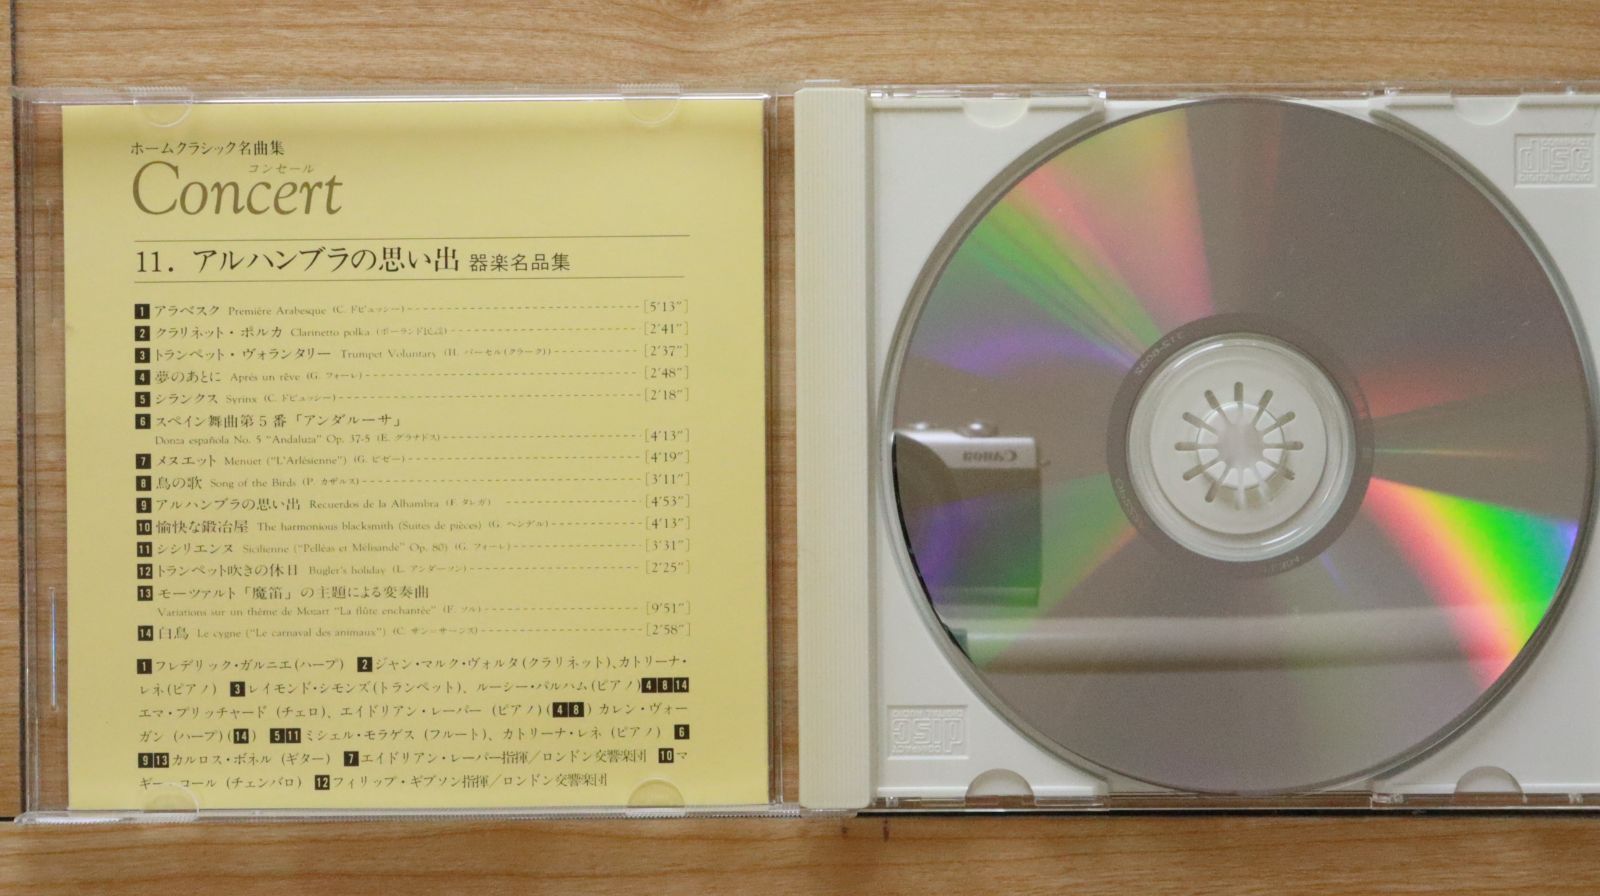 ホームクラシック名曲集
コンセール
Concert
11. アルハンブラの思い出 器楽名品集
1 アラベスク Première Arabesque (C. ドビュッシー) [5′13″]
2 クラリネット・ポルカ Clarinetto polka (ポーランド民謡) [2′41″]
3 トランペット・ヴォランタリー Trumpet Voluntary (H. パーセル(クラーク)) [2′37″]
4 夢のあとに Après un rêve (G. フォーレ) [2′48″]
5 シランクス Syrinx (C. ドビュッシー) [2′18″]
6 スペイン舞曲第5番「アンダルーサ」
Donza española No. 5 “Andaluza” Op. 37-5 (E. グラナドス) [4′13″]
7 メヌエット Menuet (“L'Arlésienne”) (G. ビゼー) [4′19″]
8 鳥の歌 Song of the Birds (P. カザルス) [3′11″]
9 アルハンブラの思い出 Recuerdos de la Alhambra (F. タレガ) [4′53″]
10 愉快な鍛冶屋 The harmonious blacksmith (Suites de pièces) (G. ヘンデル) [4′13″]
11 シシリエンヌ Sicilienne (“Pelléas et Mélisande” Op. 80) (G. フォーレ) [3′31″]
12 トランペット吹きの休日 Bugler's holiday (L. アンダーソン) [2′25″]
13 モーツァルト「魔笛」の主題による変奏曲
Variations sur un thème de Mozart “La flûte enchantée” (F. ソル) [9′51″]
14 白鳥 Le cygne (“Le carnaval des animaux”) (C. サン=サーンス) [2′58″]
1 フレデリック・ガルニエ(ハープ) 2 ジャン・マルク・ヴォルタ(クラリネット)、カトリーナ・
レネ(ピアノ) 3 レイモンド・シモンズ(トランペット)、ルーシー・パルハム(ピアノ) 4 8 14
エマ・プリッチャード (チェロ)、エイドリアン・レーパー (ピアノ) (4 8) カレン・ヴォー
ガン (ハープ) (14) 5 11 ミシェル・モラゲス (フルート)、カトリーナ・レネ (ピアノ) 6
9 13 カルロス・ボネル (ギター) 7 エイドリアン・レーパー指揮/ロンドン交響楽団 10 マ
ギー・コール (チェンバロ) 12 フィリップ・ギブソン指揮/ロンドン交響楽団
COMPACT
disc
DIGITAL AUDIO
Canon
COMPACT
disc
DIGITAL AUDIO